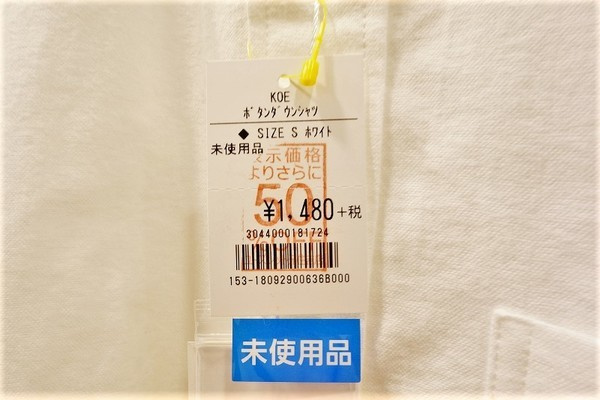 KOE
ボタンダウンシャツ
◆ SIZE S ホワイト
未使用品
表示価格
よりさらに
50
%OFF
¥1,480+税
3044000181724
153-18092900636B000
未使用品